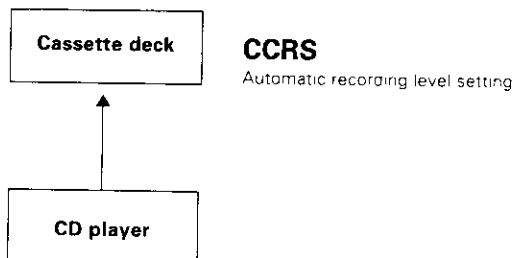 Cassette deck
CCRS
Automatic recording level setting
CD player